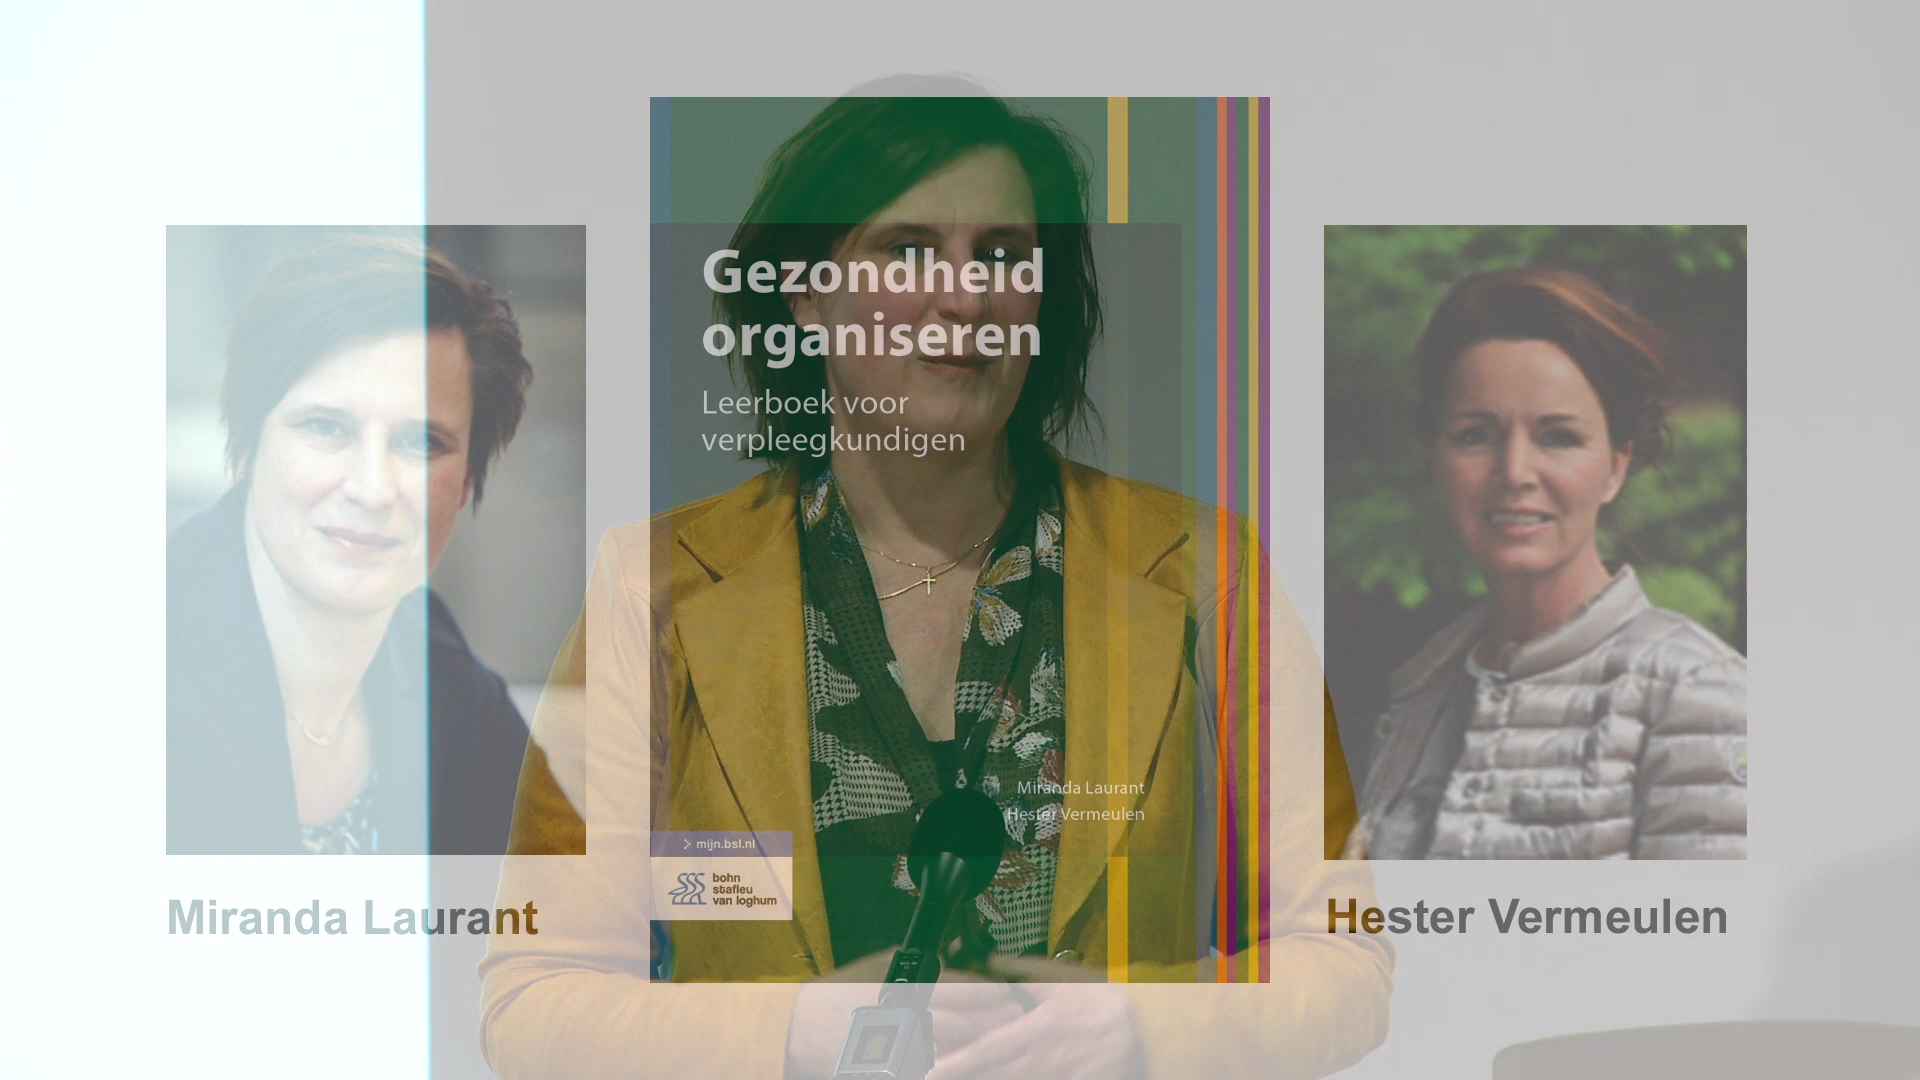 Gezondheid
organiseren
Leerboek voor
verpleegkundigen
Miranda Laurant
Hester Vermeulen
mijn.bsl.nl
bohn
stafleu
van loghum
Miranda Laurant
Hester Vermeulen